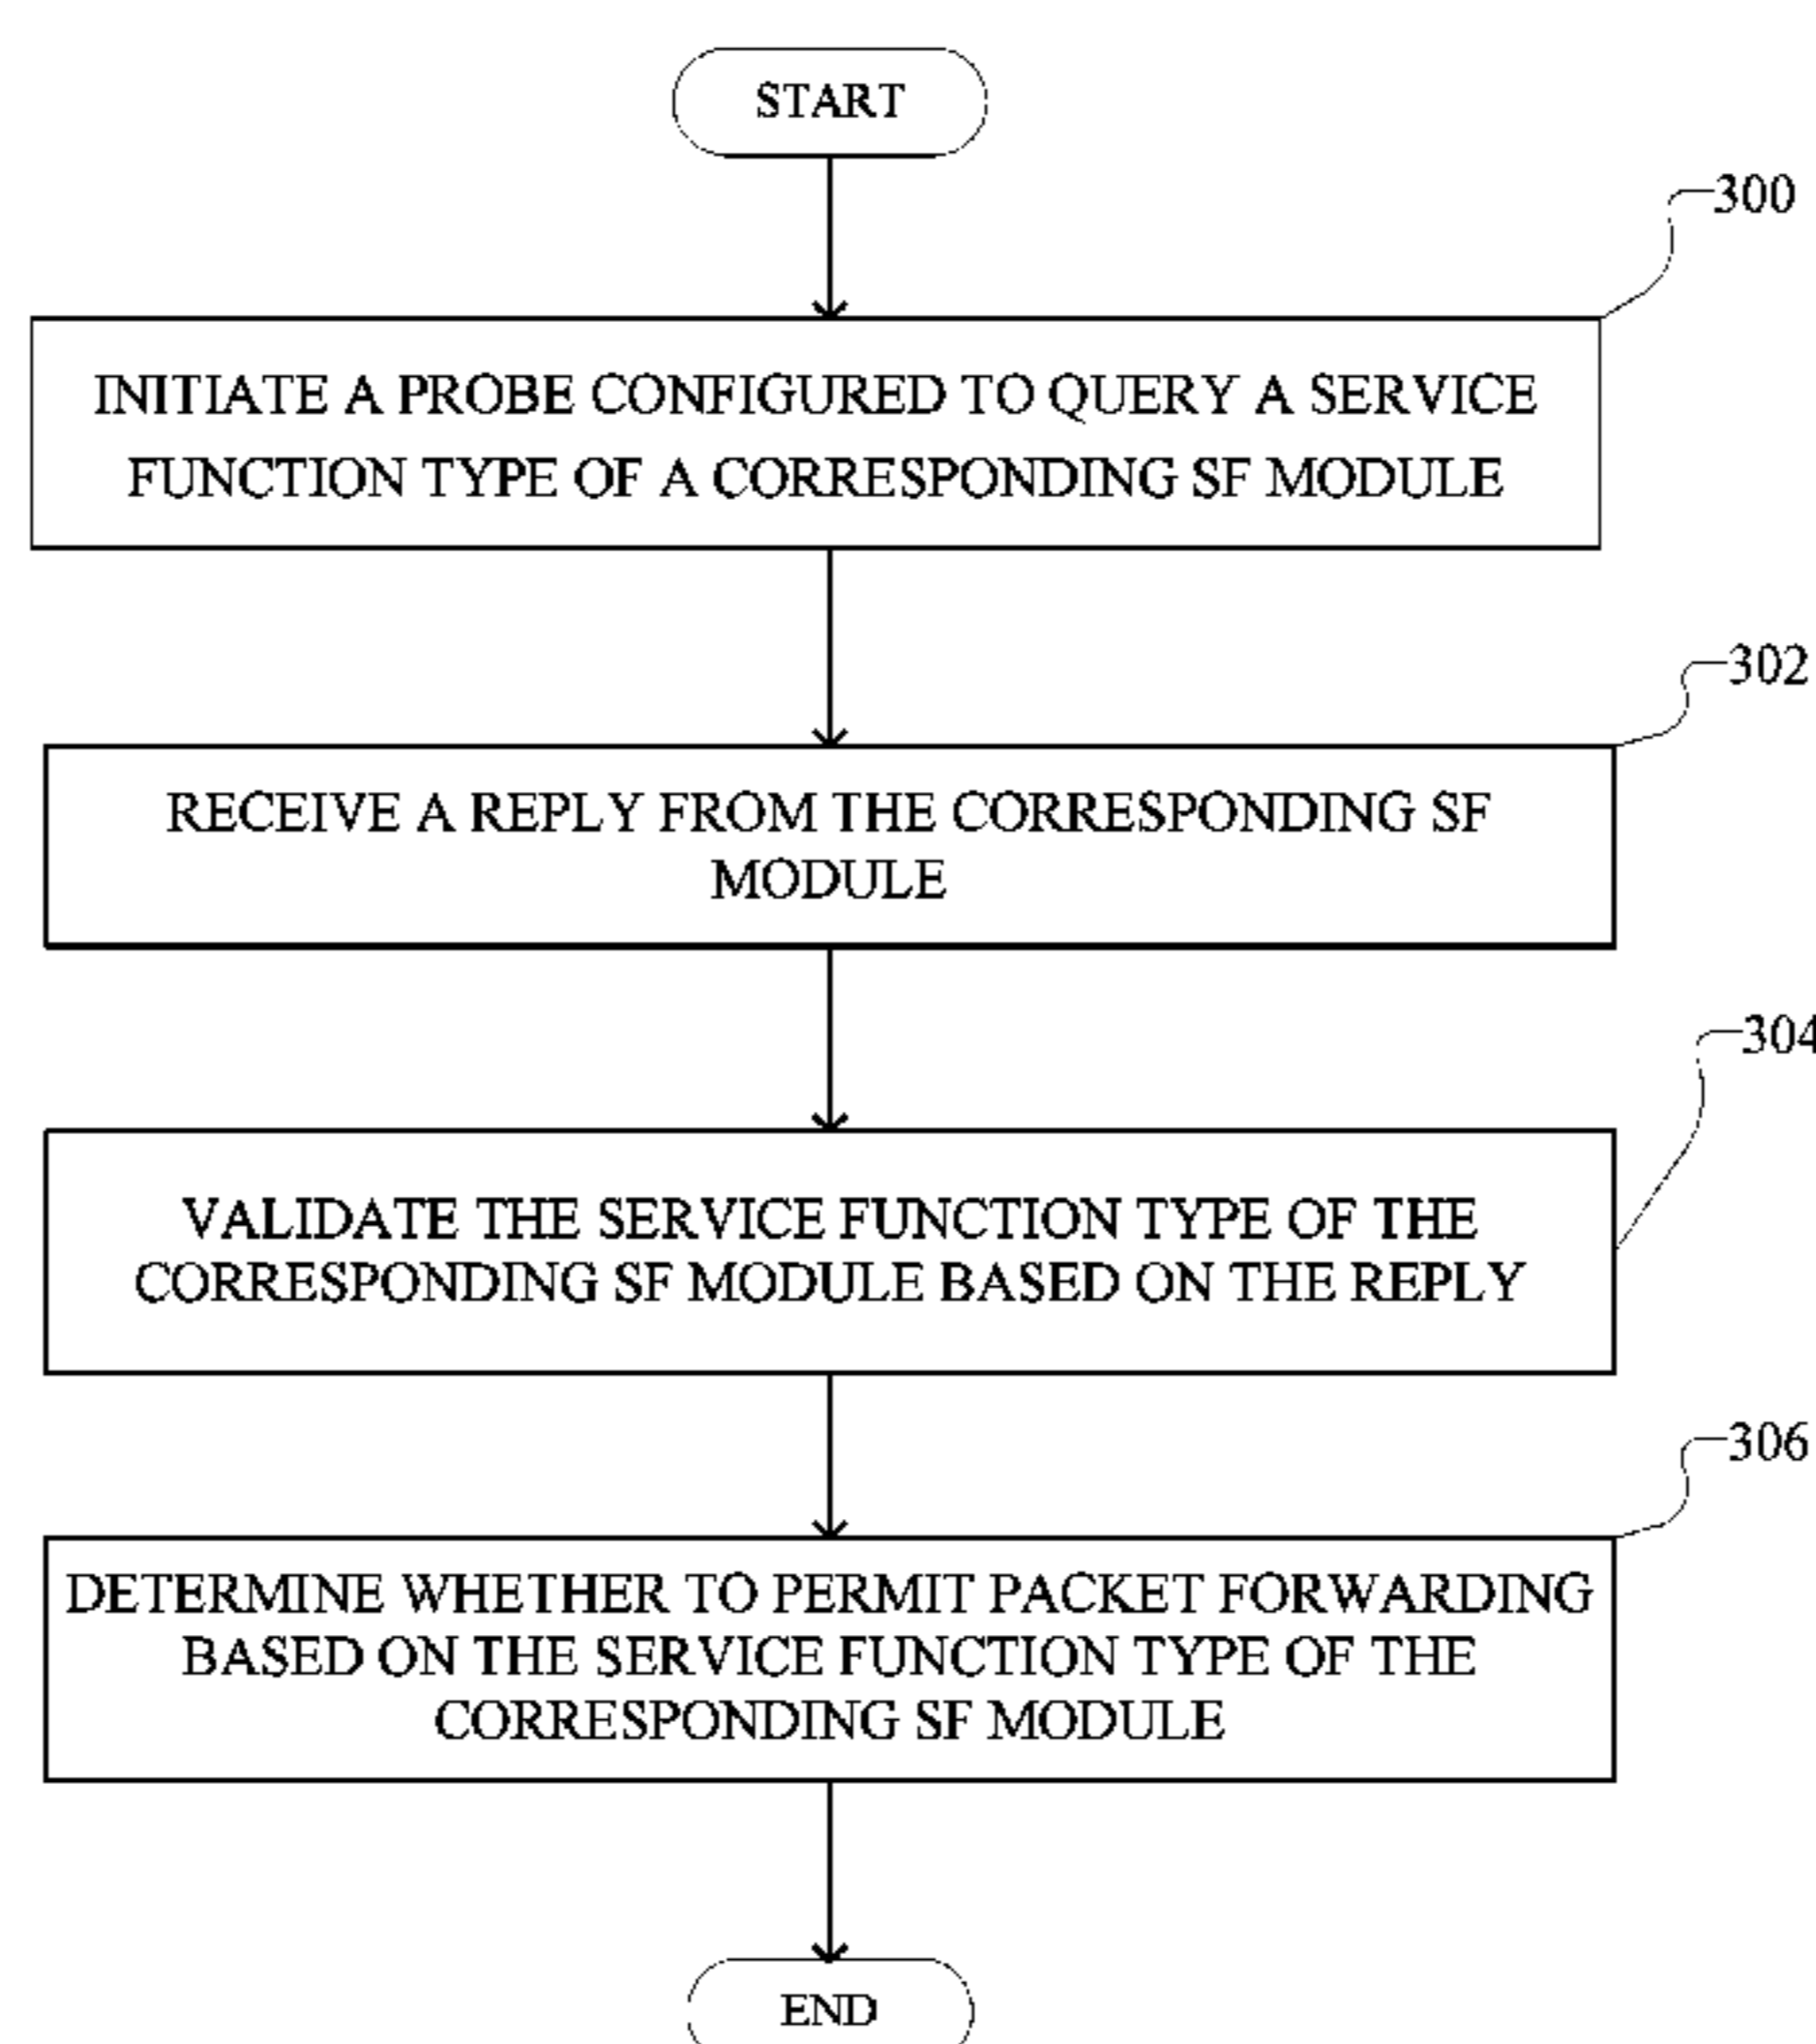 START
300
INITIATE A PROBE CONFIGURED TO QUERY A SERVICE
FUNCTION TYPE OF A CORRESPONDING SF MODULE
302
RECEIVE A REPLY FROM THE CORRESPONDING SF
MODULE
304
VALIDATE THE SERVICE FUNCTION TYPE OF THE
CORRESPONDING SF MODULE BASED ON THE REPLY
306
DETERMINE WHETHER TO PERMIT PACKET FORWARDING
BASED ON THE SERVICE FUNCTION TYPE OF THE
CORRESPONDING SF MODULE
END